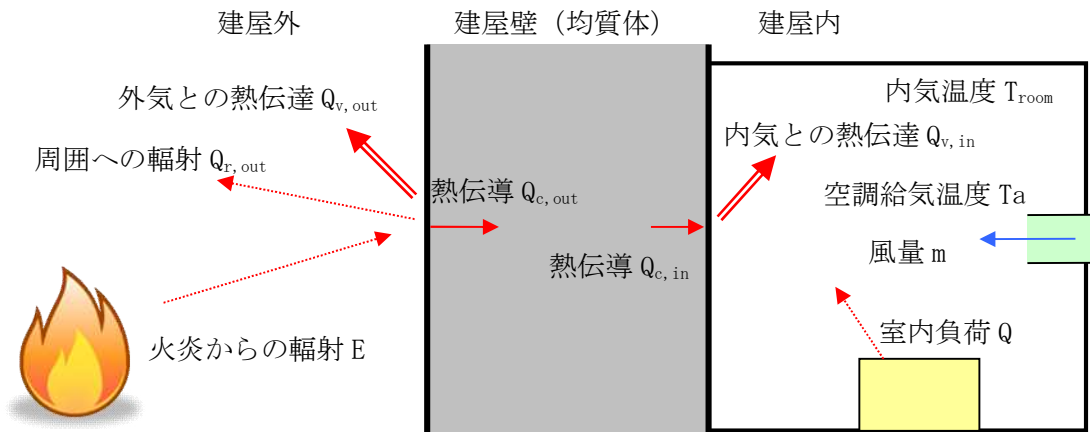 建屋外
建屋壁（均質体）
建屋内
外気との熱伝達 Qv,out
周囲への輻射 Qr,out
火炎からの輻射 E
熱伝導 Qc,out
熱伝導 Qc,in
内気温度 Troom
内気との熱伝達 Qv,in
空調給気温度 Ta
風量 m
室内負荷 Q